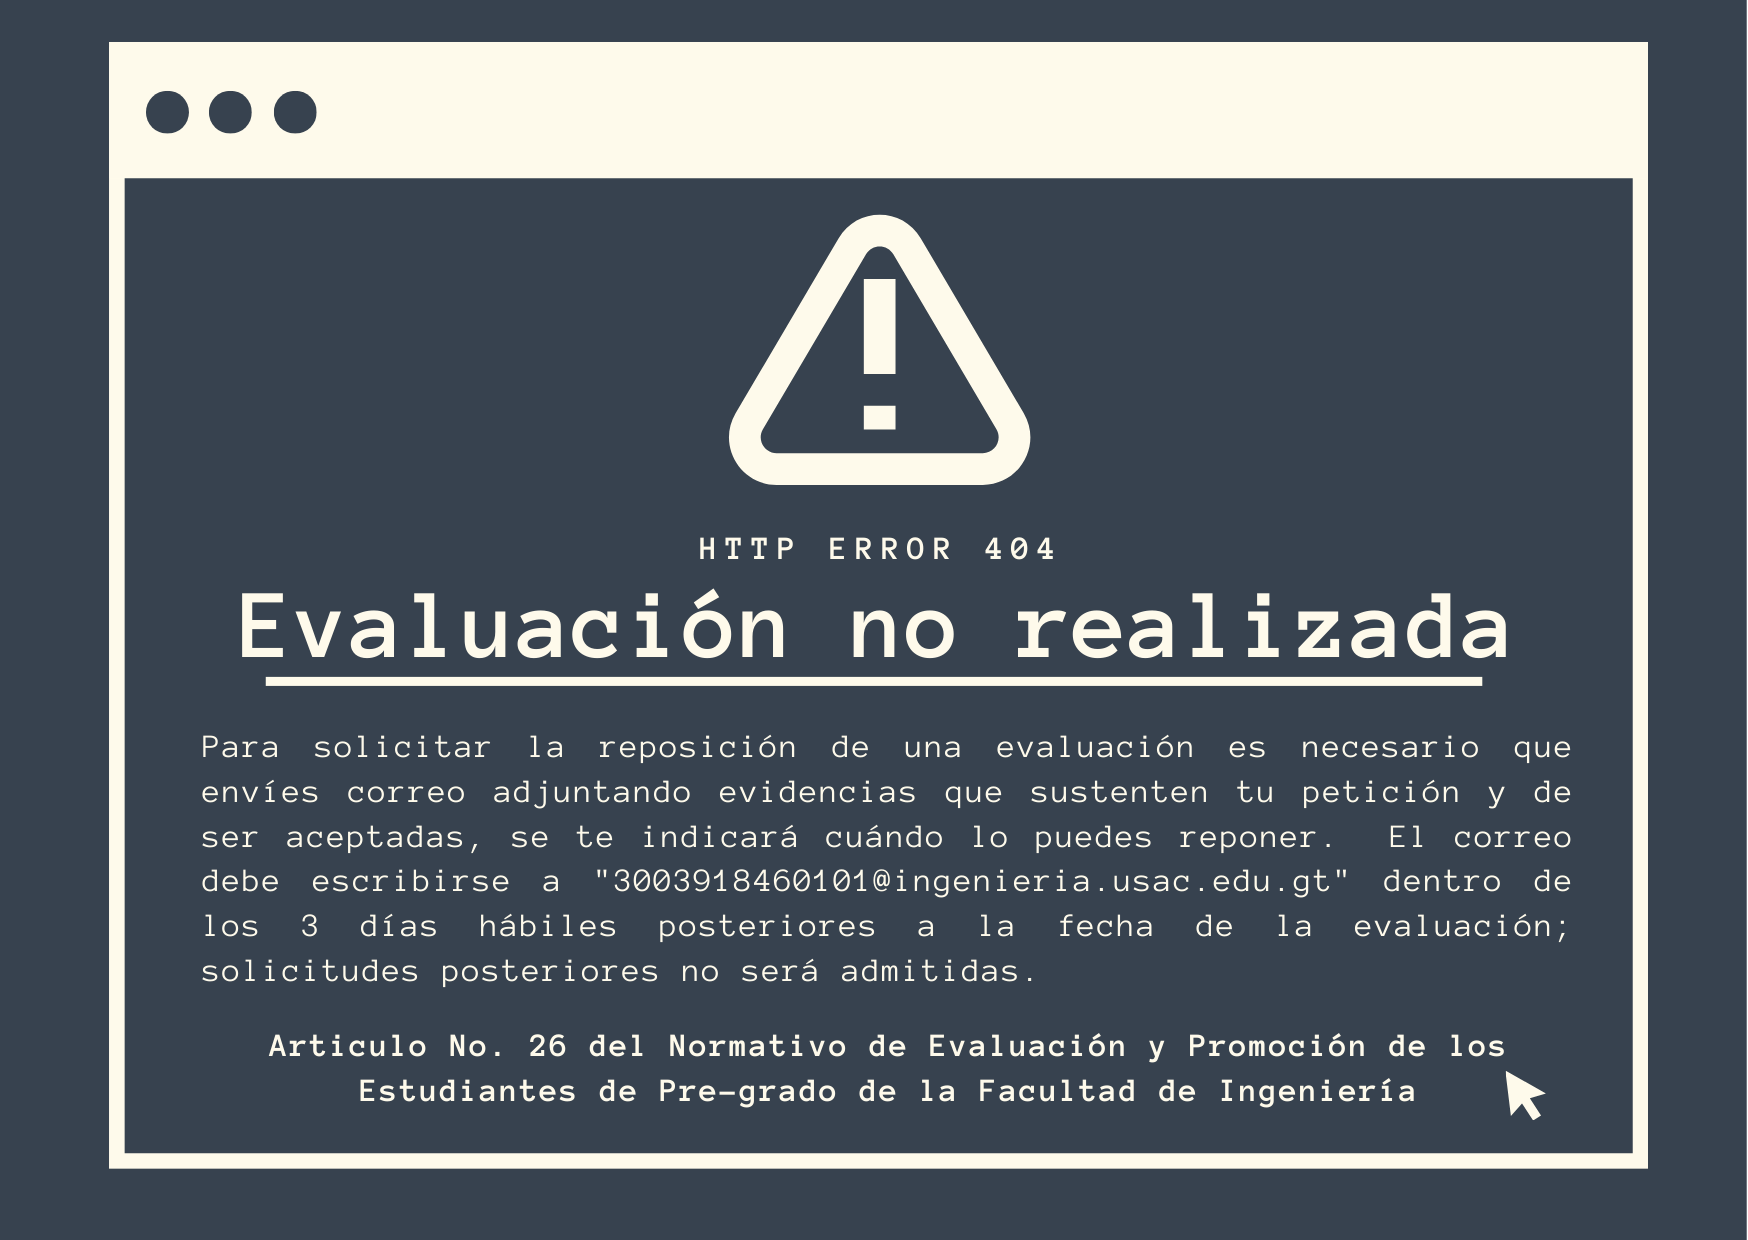 HTTP ERROR 404
Evaluación no realizada
Para solicitar la reposición de una evaluación es necesario que
envíes correo adjuntando evidencias que sustenten tu petición y de
ser aceptadas, se te indicará cuándo lo puedes reponer. El correo
debe escribirse a "3003918460101@ingenieria.usac.edu.gt" dentro de
los 3 días hábiles posteriores a la fecha de la evaluación;
solicitudes posteriores no será admitidas.
Articulo No. 26 del Normativo de Evaluación y Promoción de los
Estudiantes de Pre-grado de la Facultad de Ingeniería